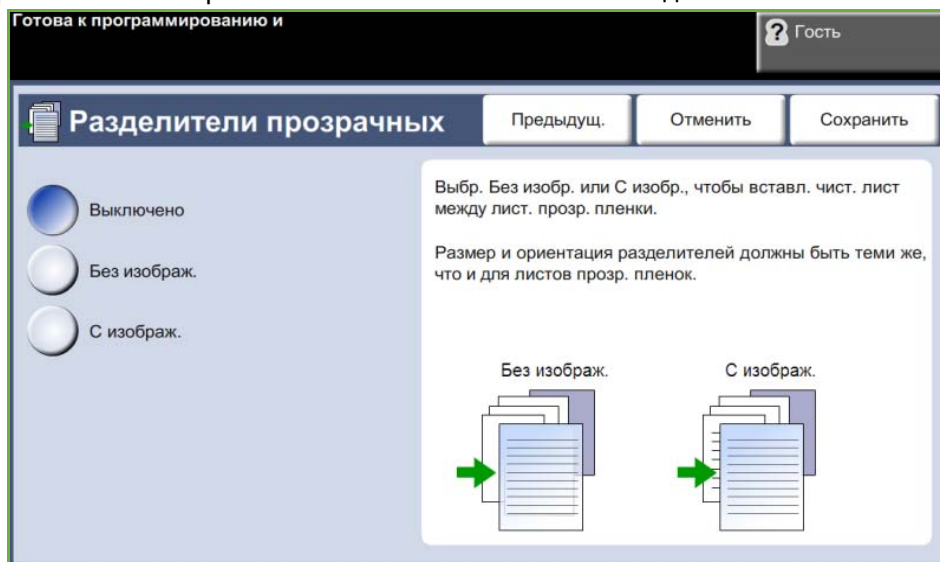 Готова к программированию и
Гость
Разделители прозрачных
Предыдущ.
Отменить
Сохранить
Выключено
Без изображ.
С изображ.
Выбр. Без изобр. или С изобр., чтобы вставл. чист. лист
между лист. прозр. пленки.
Размер и ориентация разделителей должны быть теми же,
что и для листов прозр. пленок.
Без изображ.
С изображ.